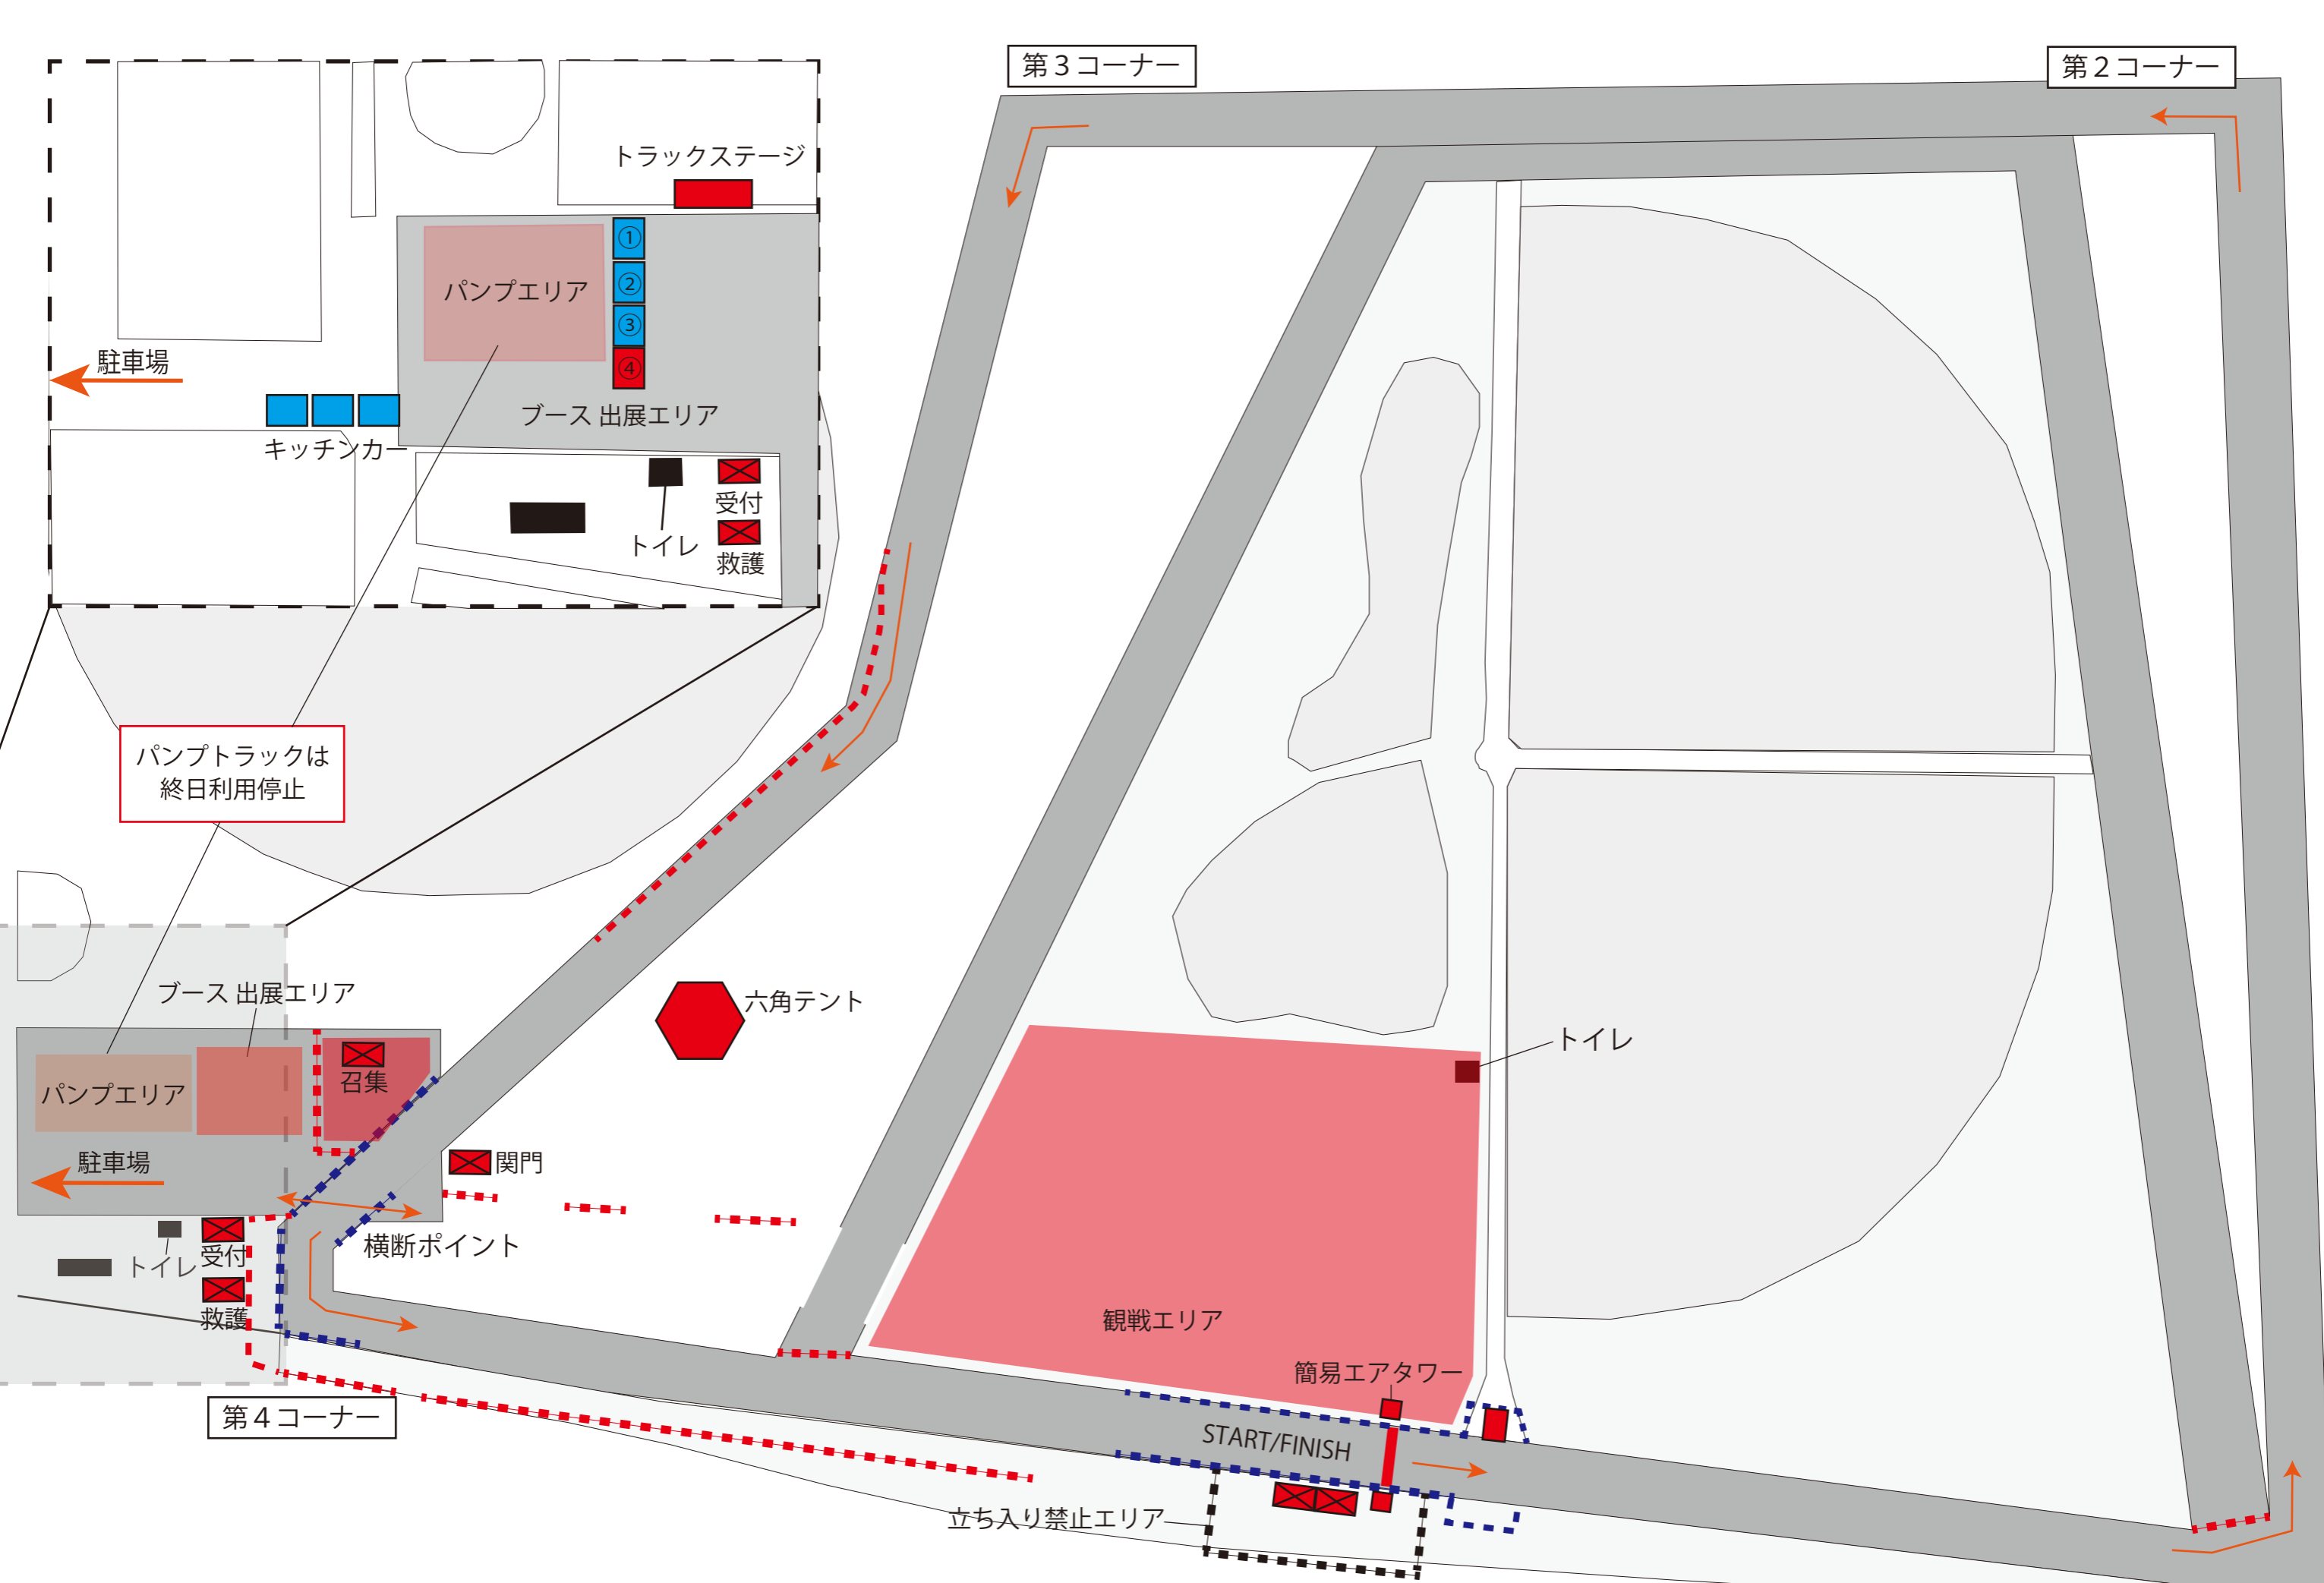 第３コーナー
第２コーナー
トラックステージ
①
パンプエリア
②
③
④
駐車場
ブース 出展エリア
キッチンカー
受付
トイレ
救護
パンプトラックは
終日利用停止
ブース 出展エリア
六角テント
トイレ
召集
パンプエリア
駐車場
関門
横断ポイント
受付
トイレ
救護
観戦エリア
簡易エアタワー
第４コーナー
START/FINISH
立ち入り禁止エリア